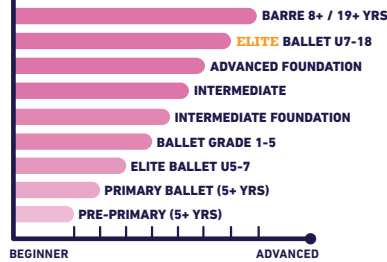 BARRE 8+ / 19+ YRS
ELITE BALLET U7-18
ADVANCED FOUNDATION
INTERMEDIATE
INTERMEDIATE FOUNDATION
BALLET GRADE 1-5
ELITE BALLET U5-7
PRIMARY BALLET (5+ YRS)
PRE-PRIMARY (5+ YRS)
BEGINNER ADVANCED